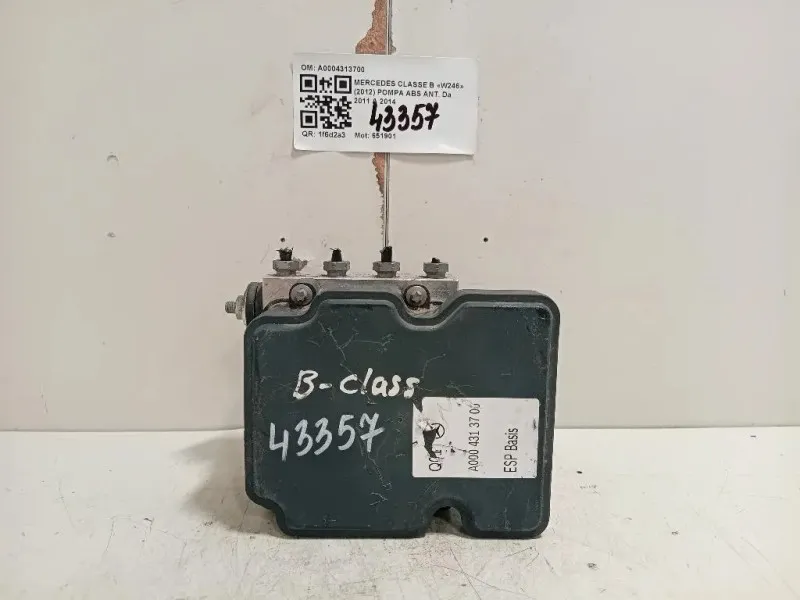 OM: A0004313700
MERCEDES CLASSE B «W246»
(2012) POMPA ABS ANT. Da
2011 A 2014
43357
QR: 1f6d2a3 Mot: 651901
B-class
43357
A000 431 37 00
ESP Basis